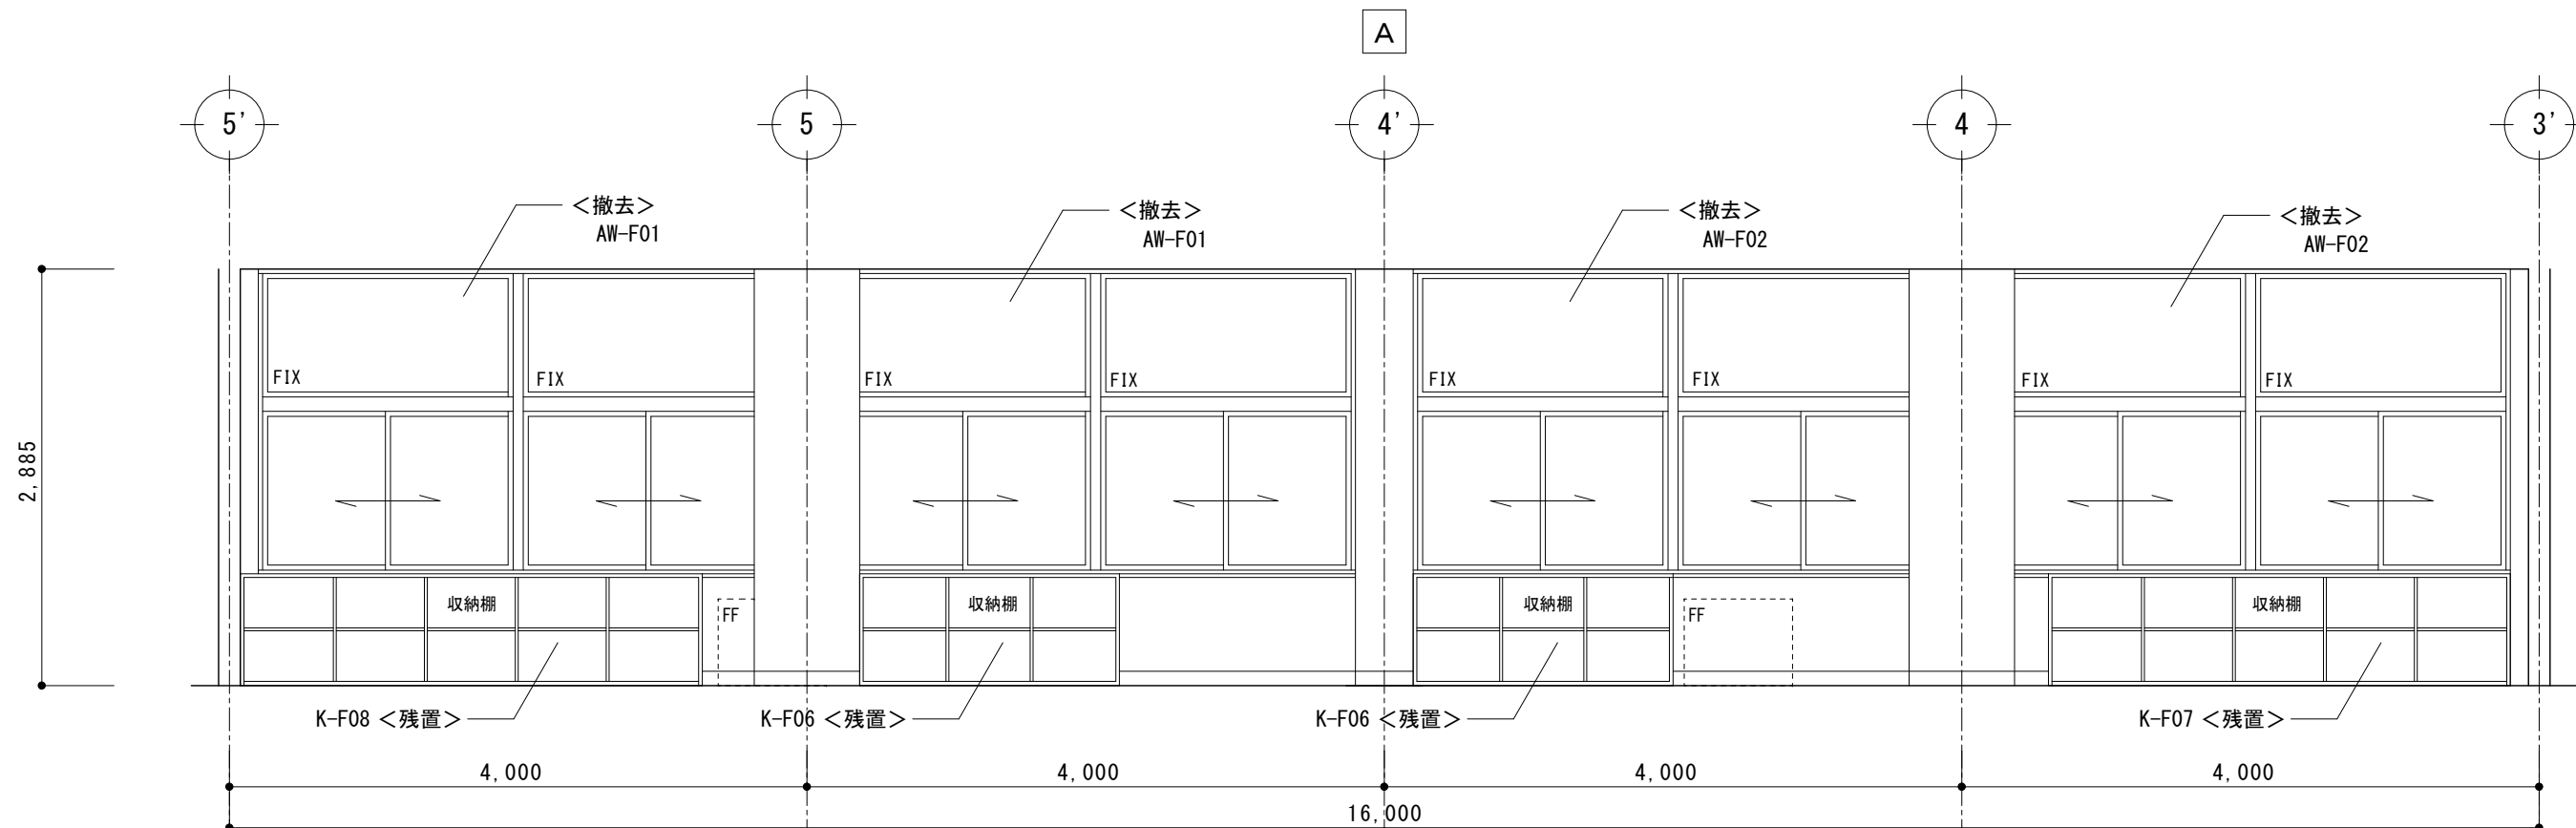 A
5'
5
4'
4
3'
<撤去>
AW-F01
<撤去>
AW-F01
<撤去>
AW-F02
<撤去>
AW-F02
FIX
FIX
FIX
FIX
FIX
FIX
FIX
FIX
2,885
収納棚
収納棚
収納棚
収納棚
FF
FF
K-F08 <残置>
K-F06 <残置>
K-F06 <残置>
K-F07 <残置>
4,000
4,000
4,000
4,000
16,000